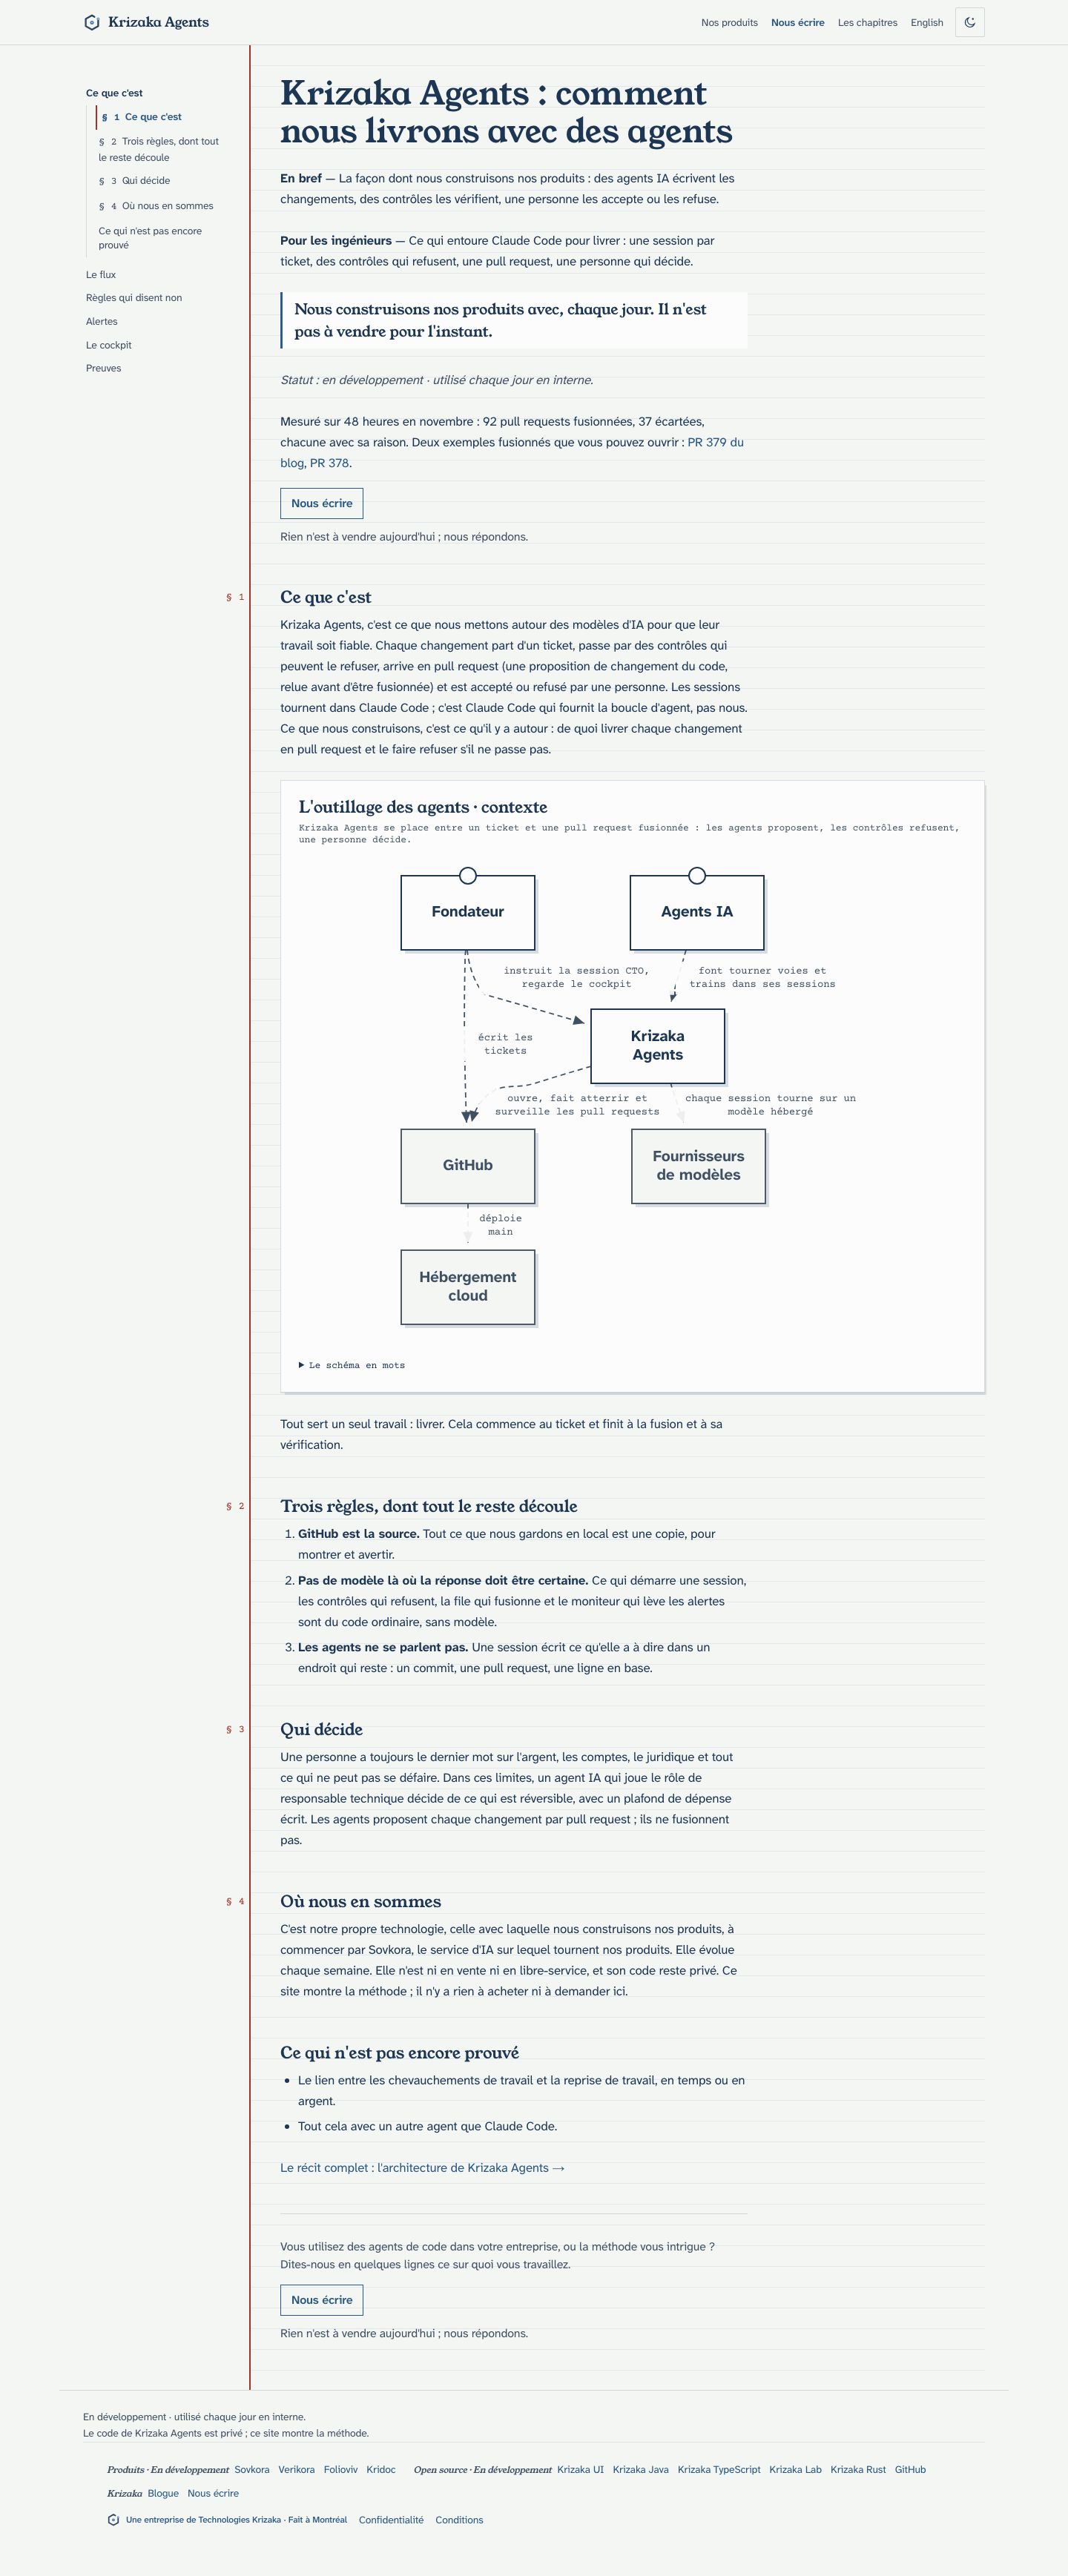 Krizaka Agents
Nos produits
Nous écrire
Les chapitres
English
Ce que c'est
§ 1 Ce que c'est
§ 2 Trois règles, dont tout
le reste découle
§ 3 Qui décide
§ 4 Où nous en sommes
Ce qui n'est pas encore
prouvé
Le flux
Règles qui disent non
Alertes
Le cockpit
Preuves
Krizaka Agents : comment
nous livrons avec des agents
En bref — La façon dont nous construisons nos produits : des agents IA écrivent les
changements, des contrôles les vérifient, une personne les accepte ou les refuse.
Pour les ingénieurs — Ce qui entoure Claude Code pour livrer : une session par
ticket, des contrôles qui refusent, une pull request, une personne qui décide.
Nous construisons nos produits avec, chaque jour. Il n'est
pas à vendre pour l'instant.
Statut : en développement · utilisé chaque jour en interne.
Mesuré sur 48 heures en novembre : 92 pull requests fusionnées, 37 écartées,
chacune avec sa raison. Deux exemples fusionnés que vous pouvez ouvrir : PR 379 du
blog, PR 378.
Nous écrire
Rien n'est à vendre aujourd'hui ; nous répondons.
§ 1
Ce que c'est
Krizaka Agents, c'est ce que nous mettons autour des modèles d'IA pour que leur
travail soit fiable. Chaque changement part d'un ticket, passe par des contrôles qui
peuvent le refuser, arrive en pull request (une proposition de changement du code,
relue avant d'être fusionnée) et est accepté ou refusé par une personne. Les sessions
tournent dans Claude Code ; c'est Claude Code qui fournit la boucle d'agent, pas nous.
Ce que nous construisons, c'est ce qu'il y a autour : de quoi livrer chaque changement
en pull request et le faire refuser s'il ne passe pas.
L'outillage des agents · contexte
Krizaka Agents se place entre un ticket et une pull request fusionnée : les agents proposent, les contrôles refusent,
une personne décide.
Fondateur
Agents IA
instruit la session CTO,
regarde le cockpit
font tourner voies et
trains dans ses sessions
écrit les
tickets
Krizaka
Agents
ouvre, fait atterrir et
surveille les pull requests
chaque session tourne sur un
modèle hébergé
GitHub
Fournisseurs
de modèles
déploie
main
Hébergement
cloud
▶ Le schéma en mots
Tout sert un seul travail : livrer. Cela commence au ticket et finit à la fusion et à sa
vérification.
§ 2
Trois règles, dont tout le reste découle
1. GitHub est la source. Tout ce que nous gardons en local est une copie, pour
montrer et avertir.
2. Pas de modèle là où la réponse doit être certaine. Ce qui démarre une session,
les contrôles qui refusent, la file qui fusionne et le moniteur qui lève les alertes
sont du code ordinaire, sans modèle.
3. Les agents ne se parlent pas. Une session écrit ce qu'elle a à dire dans un
endroit qui reste : un commit, une pull request, une ligne en base.
§ 3
Qui décide
Une personne a toujours le dernier mot sur l'argent, les comptes, le juridique et tout
ce qui ne peut pas se défaire. Dans ces limites, un agent IA qui joue le rôle de
responsable technique décide de ce qui est réversible, avec un plafond de dépense
écrit. Les agents proposent chaque changement par pull request ; ils ne fusionnent
pas.
§ 4
Où nous en sommes
C'est notre propre technologie, celle avec laquelle nous construisons nos produits, à
commencer par Sovkora, le service d'IA sur lequel tournent nos produits. Elle évolue
chaque semaine. Elle n'est ni en vente ni en libre-service, et son code reste privé. Ce
site montre la méthode ; il n'y a rien à acheter ni à demander ici.
Ce qui n'est pas encore prouvé
• Le lien entre les chevauchements de travail et la reprise de travail, en temps ou en
argent.
• Tout cela avec un autre agent que Claude Code.
Le récit complet : l'architecture de Krizaka Agents →
Vous utilisez des agents de code dans votre entreprise, ou la méthode vous intrigue ?
Dites-nous en quelques lignes ce sur quoi vous travaillez.
Nous écrire
Rien n'est à vendre aujourd'hui ; nous répondons.
En développement · utilisé chaque jour en interne.
Le code de Krizaka Agents est privé ; ce site montre la méthode.
Produits · En développement Sovkora Verikora Folioviv Kridoc Open source · En développement Krizaka UI Krizaka Java Krizaka TypeScript Krizaka Lab Krizaka Rust GitHub
Krizaka Blogue Nous écrire
Une entreprise de Technologies Krizaka · Fait à Montréal Confidentialité Conditions